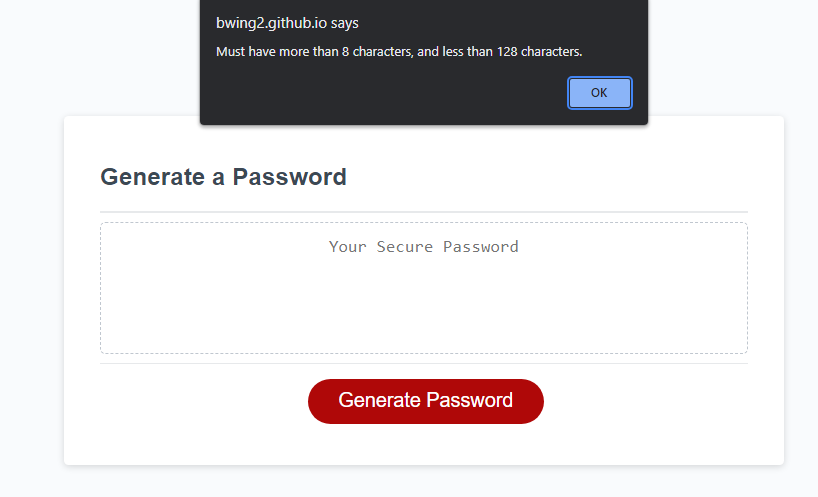 bwing2.github.io says
Must have more than 8 characters, and less than 128 characters.
OK
Generate a Password
Your Secure Password
Generate Password